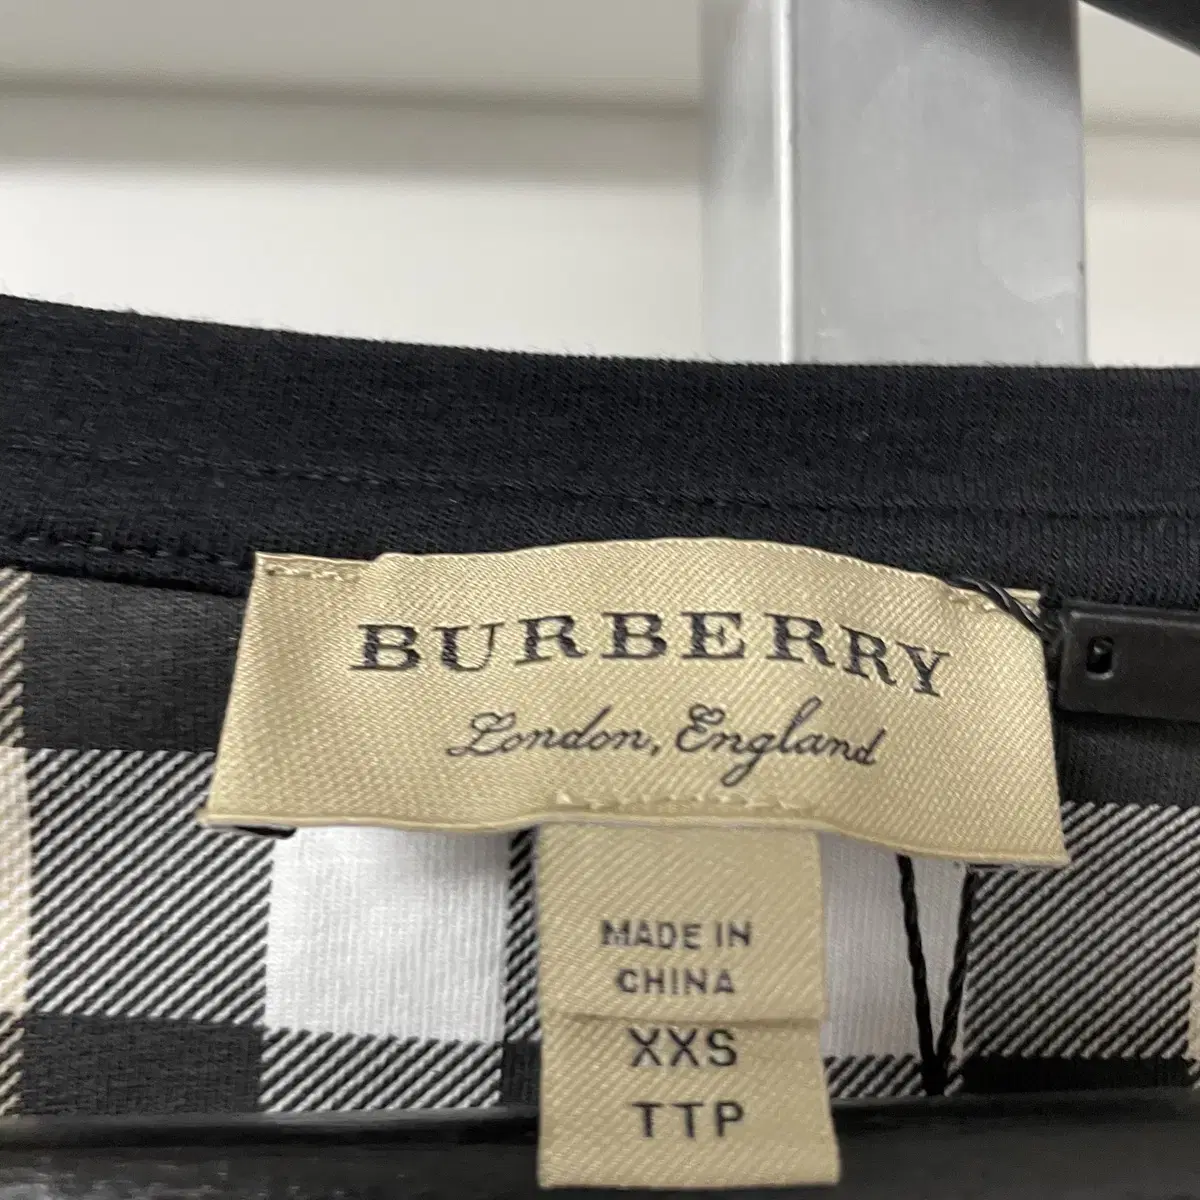 BURBERRY
London, England
MADE IN
CHINA
XXS
TTP